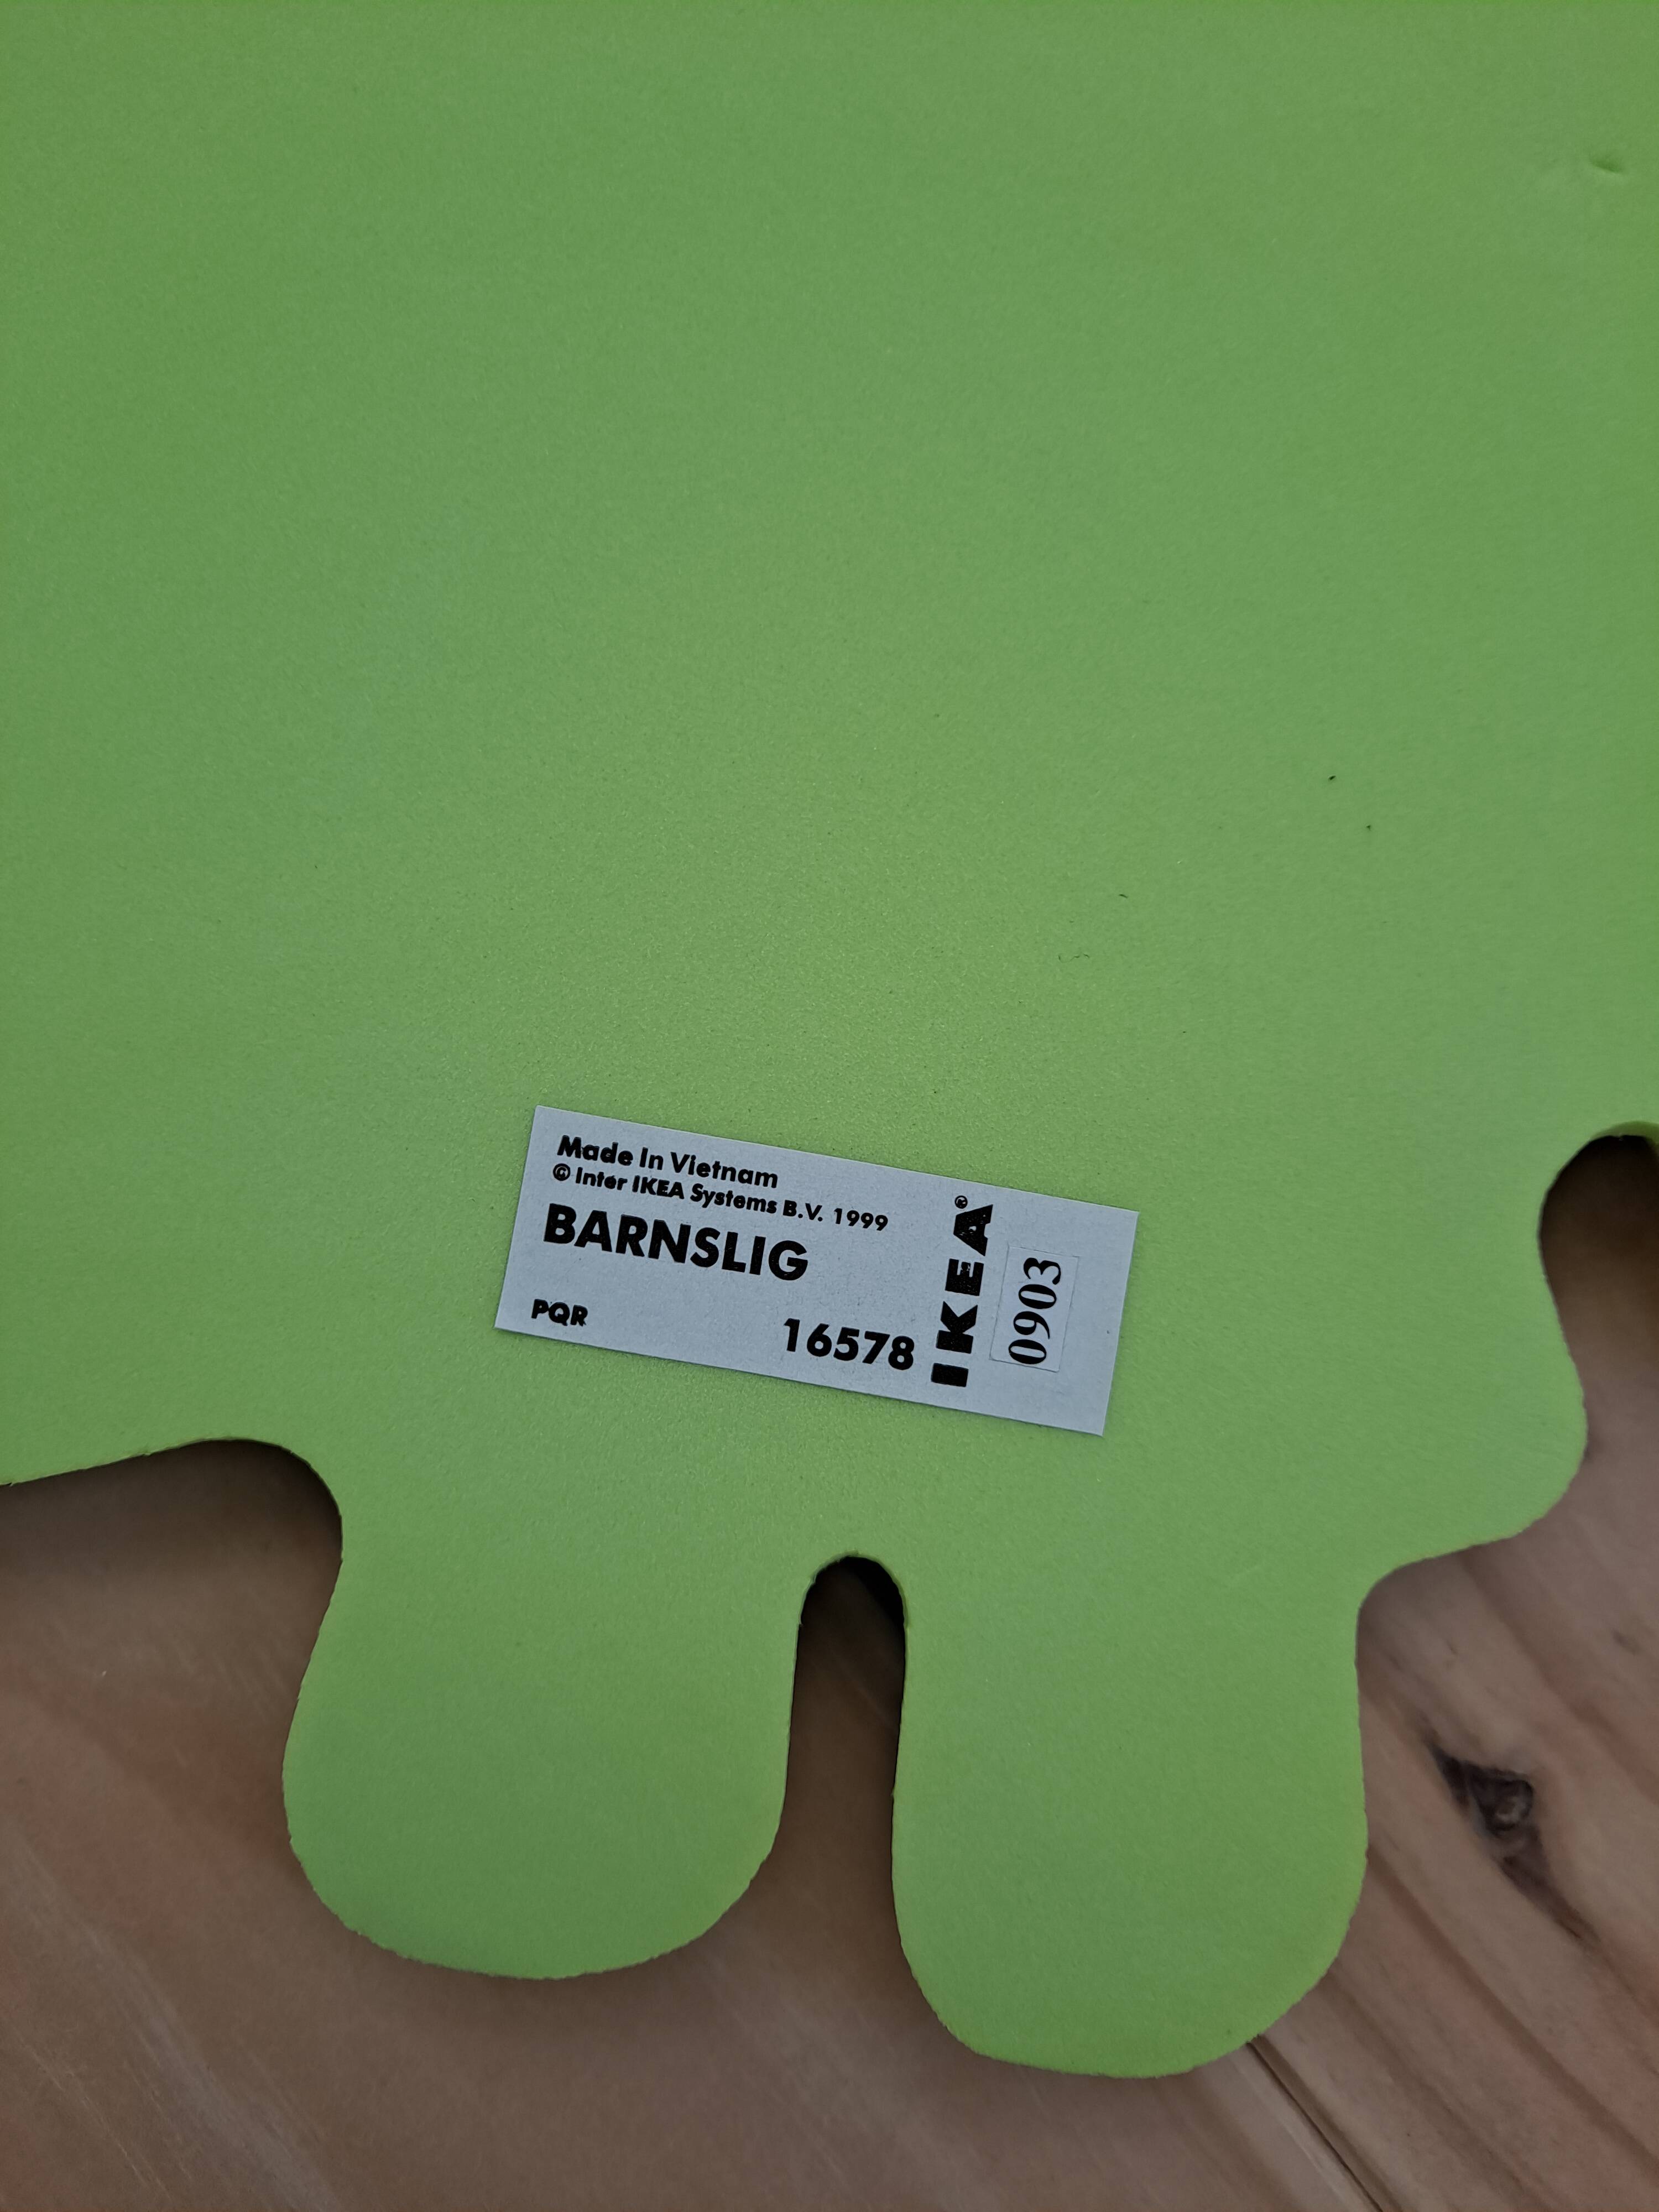 Made In Vietnam
© Inter IKEA Systems B.V. 1999
BARNSLIG
PQR
16578
IKEA®
0903